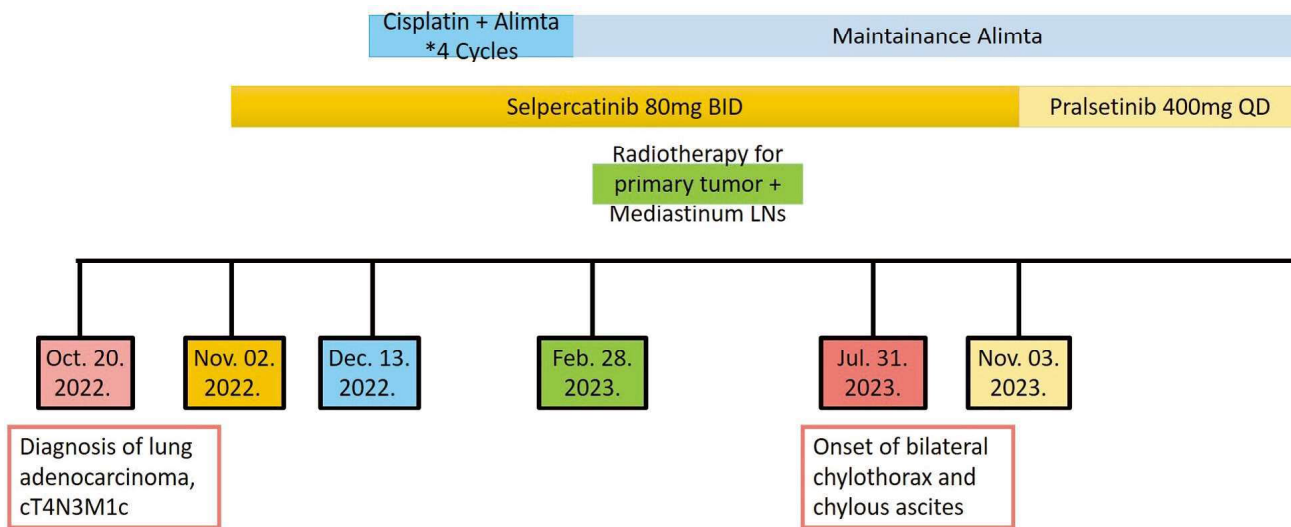 Cisplatin + Alimta
*4 Cycles
Maintainance Alimta
Selpercatinib 80mg BID
Pralsetinib 400mg QD
Radiotherapy for
primary tumor +
Mediastinum LNs
Oct. 20.
2022.
Nov. 02.
2022.
Dec. 13.
2022.
Feb. 28.
2023.
Jul. 31.
2023.
Nov. 03.
2023.
Diagnosis of lung
adenocarcinoma,
cT4N3M1c
Onset of bilateral
chylothorax and
chylous ascites